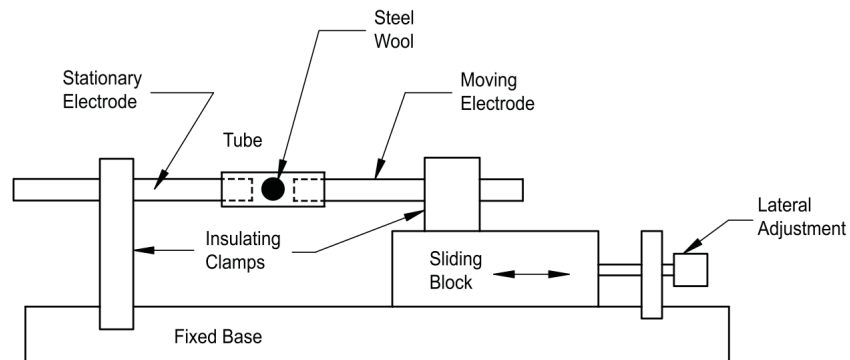 Steel
Wool
Stationary
Electrode
Moving
Electrode
Tube
Lateral
Adjustment
Insulating
Clamps
Sliding
Block
Fixed Base